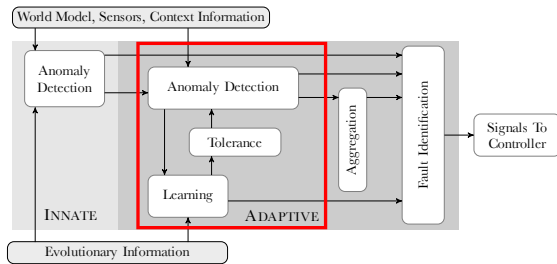 World Model, Sensors, Context Information
Anomaly
Detection
Anomaly Detection
Tolerance
Learning
Aggregation
Fault Identification
Signals To
Controller
INNATE
ADAPTIVE
Evolutionary Information